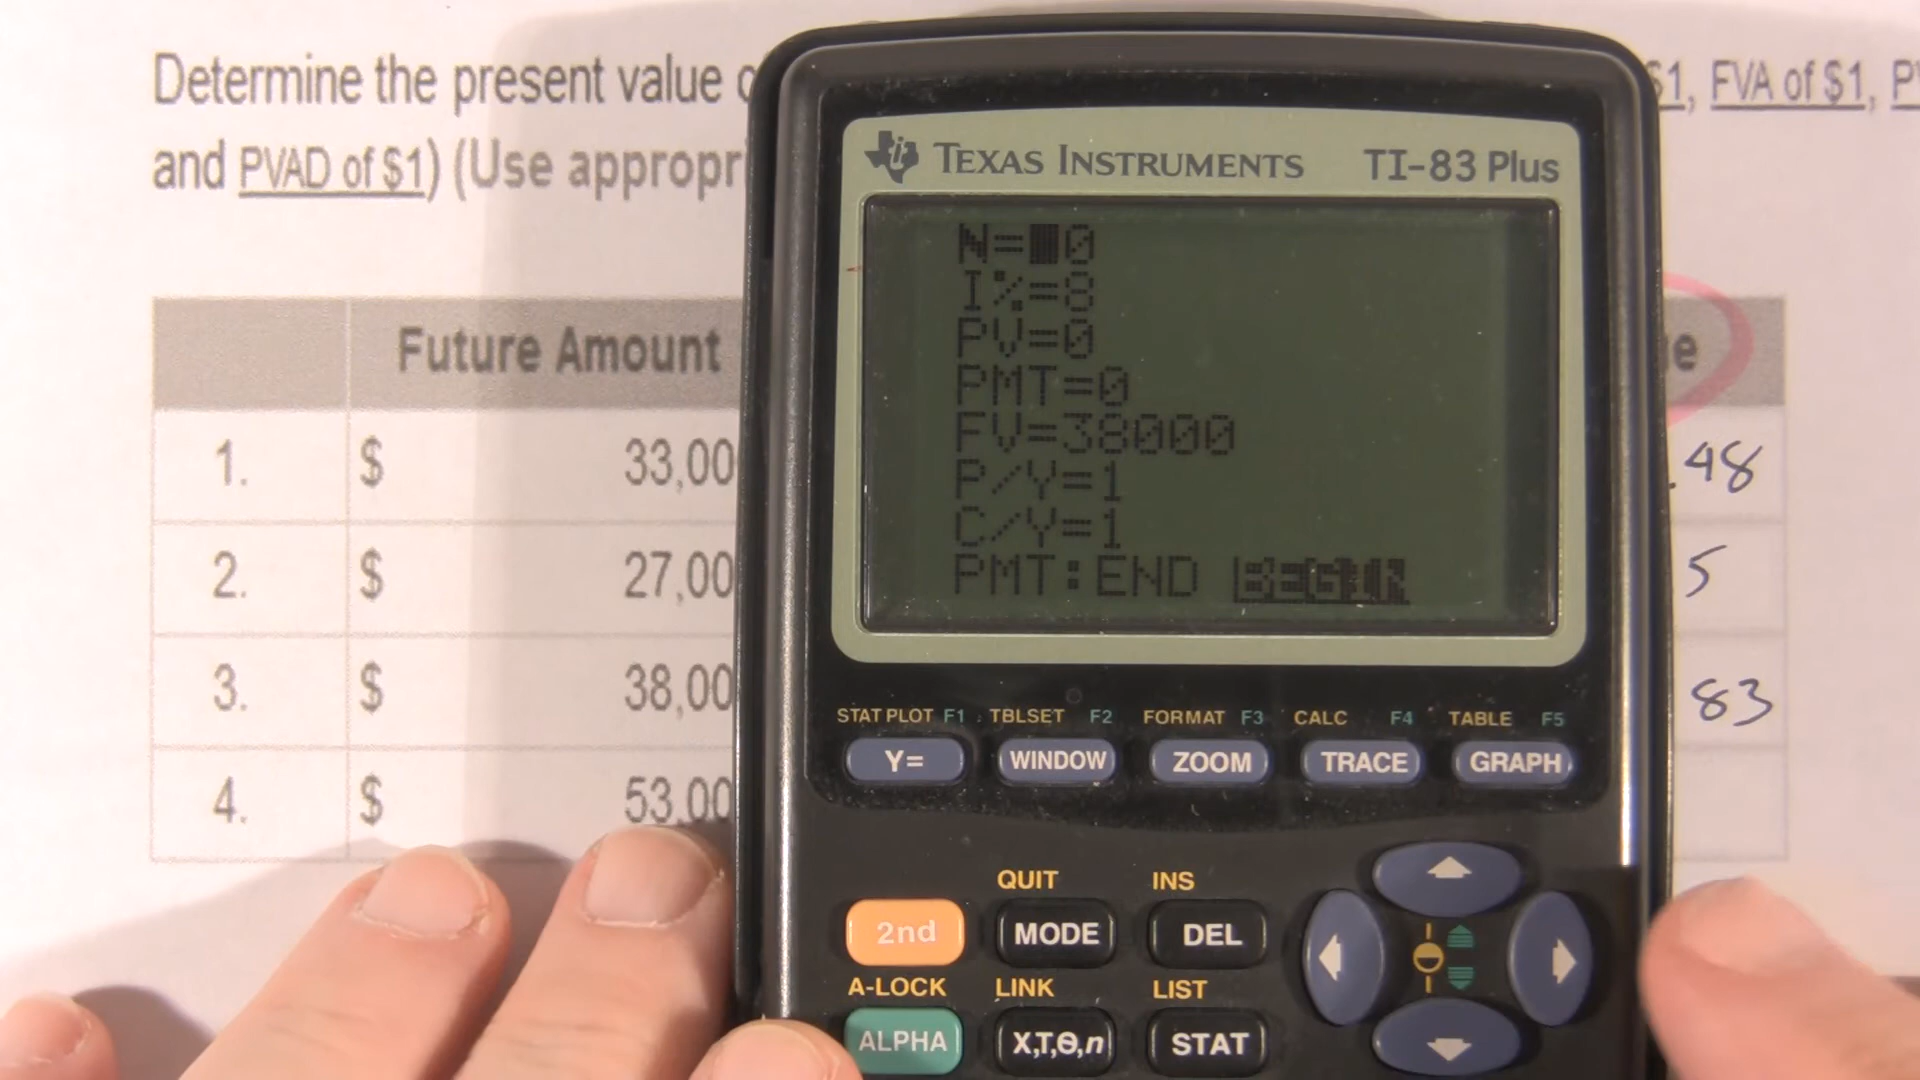 Determine the present value $1, FVA of $1, P
and PVAD of $1) (Use appropri
Future Amount e
1. $ 33,00 .48
2. $ 27,00 5
3. $ 38,00 83
4. $ 53,00
TEXAS INSTRUMENTS TI-83 Plus
N= 0
I%=8
PV=0
PMT=0
FV=38000
P/Y=1
C/Y=1
PMT:END BEGIN
STAT PLOT F1 TBLSET F2 FORMAT F3 CALC F4 TABLE F5
Y= WINDOW ZOOM TRACE GRAPH
QUIT INS
2nd MODE DEL
A-LOCK LINK LIST
ALPHA X,T,θ,n STAT